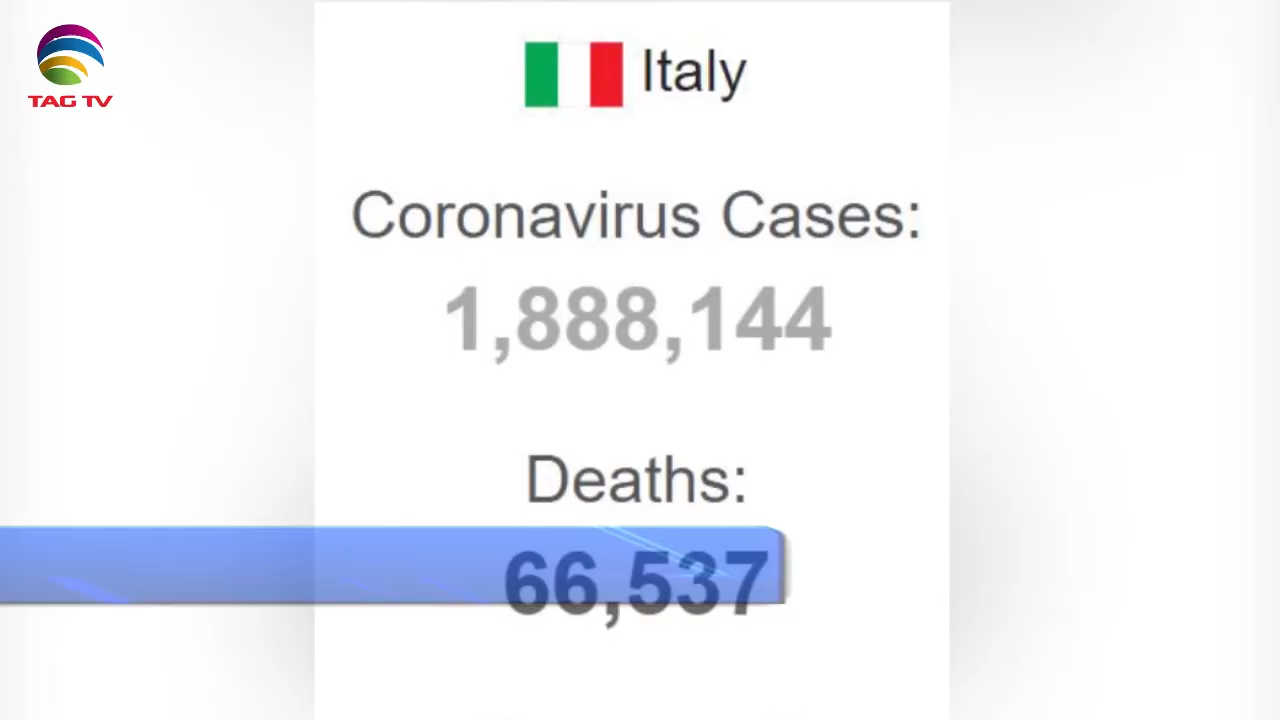 TAG TV
Italy
Coronavirus Cases:
1,888,144
Deaths:
66,537